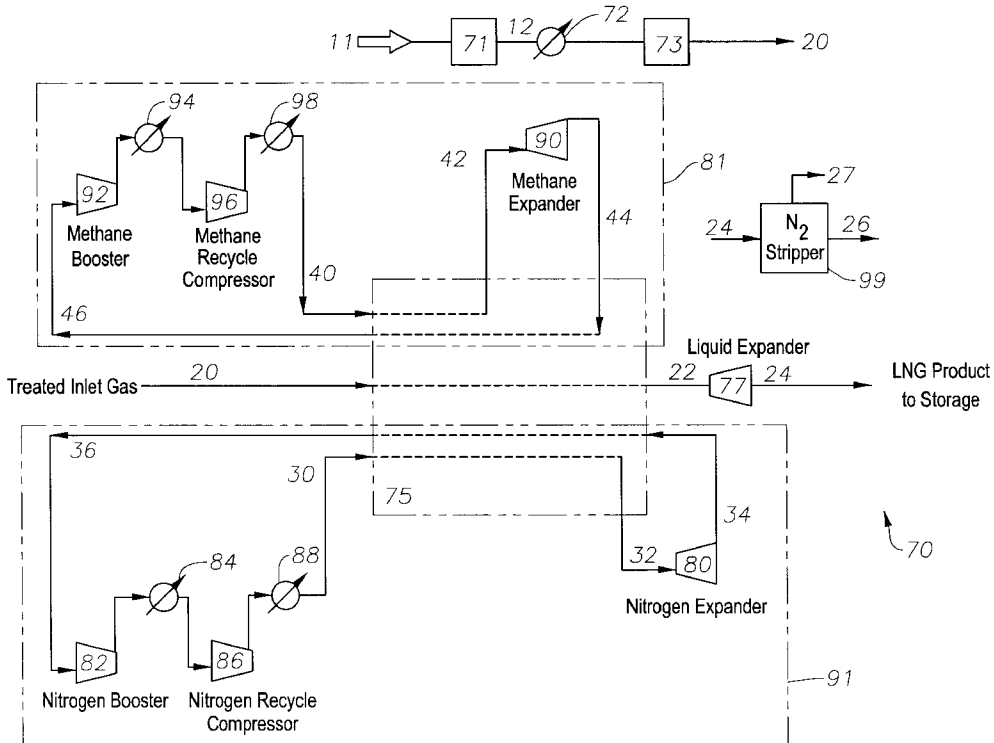 11
71
12
72
73
20
94
98
92
96
Methane
Booster
Methane
Recycle
Compressor
42
90
Methane
Expander
44
81
27
24
N2
Stripper
26
99
46
40
Treated Inlet Gas
20
22
Liquid Expander
77
24
LNG Product
to Storage
36
30
75
34
32
80
Nitrogen Expander
70
84
88
82
86
Nitrogen Booster
Nitrogen Recycle
Compressor
91